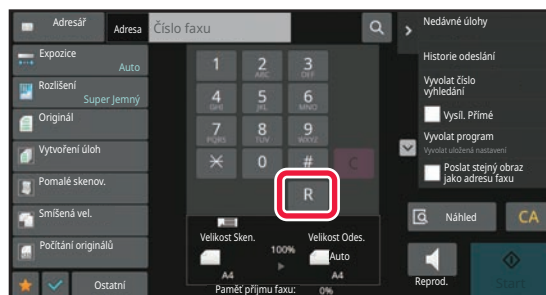 Adresář
Adresa
Číslo faxu
Expozice
Auto
Rozlišení
Super Jemný
Originál
Vytvoření úloh
Pomalé skenov.
Smíšená vel.
Počítání originálů
Ostatní
1
2
ABC
3
DEF
4
GHI
5
JKL
6
MNO
7
PQRS
8
TUV
9
WXYZ
0
#
C
R
Velikost Sken.
100%
Velikost Odes.
Auto
A4
A4
Paměť příjmu faxu: 0%
Nedávné úlohy
Historie odeslání
Vyvolat číslo
vyhledání
Vysíl. Přímé
Vyvolat program
Vyvolat uložená nastavení
Poslat stejný obraz
jako adresu faxu
Náhled
CA
Reprod.
Start